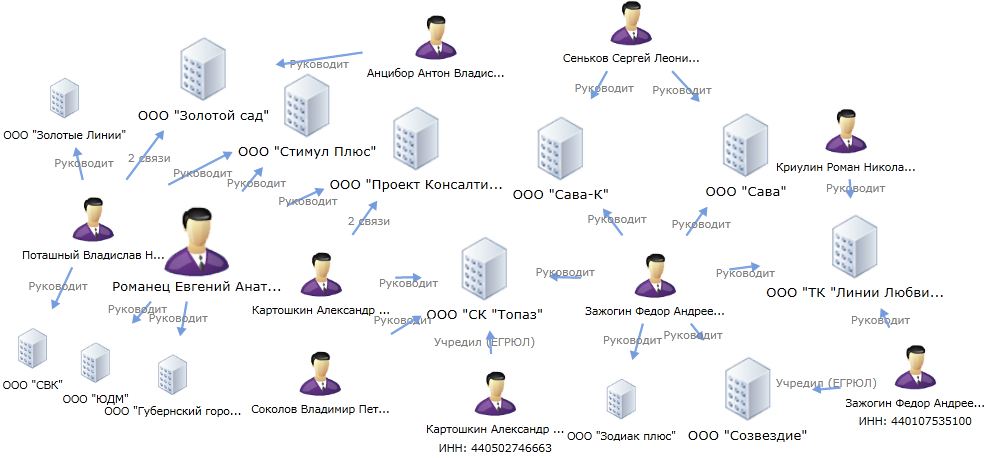 Руководит
Анцибор Антон Владис...
Сеньков Сергей Леони...
Руководит
Руководит
ООО "Золотой сад"
ООО "Золотые Линии"
ООО "Стимул Плюс"
2 связи
Руководит
Руководит
Руководит
Руководит
ООО "Проект Консалти...
ООО "Сава-К"
ООО "Сава"
Криулин Роман Никола...
Руководит
2 связи
Руководит
Руководит
Поташный Владислав Н...
Руководит
Романец Евгений Анат...
Руководит
Руководит
Картошкин Александр ...
Руководит
Руководит
Руководит
ООО "СК "Топаз"
Зажогин Федор Андрее...
Руководит
ООО "ТК "Линии Любви...
Руководит
Учредил (ЕГРЮЛ)
Руководит
Руководит
Руководит
ООО "СВК"
ООО "ЮДМ"
ООО "Губернский горо...
Соколов Владимир Пет...
Картошкин Александр ...
ИНН: 440502746663
ООО "Зодиак плюс"
ООО "Созвездие"
Учредил (ЕГРЮЛ)
Зажогин Федор Андрее...
ИНН: 440107535100